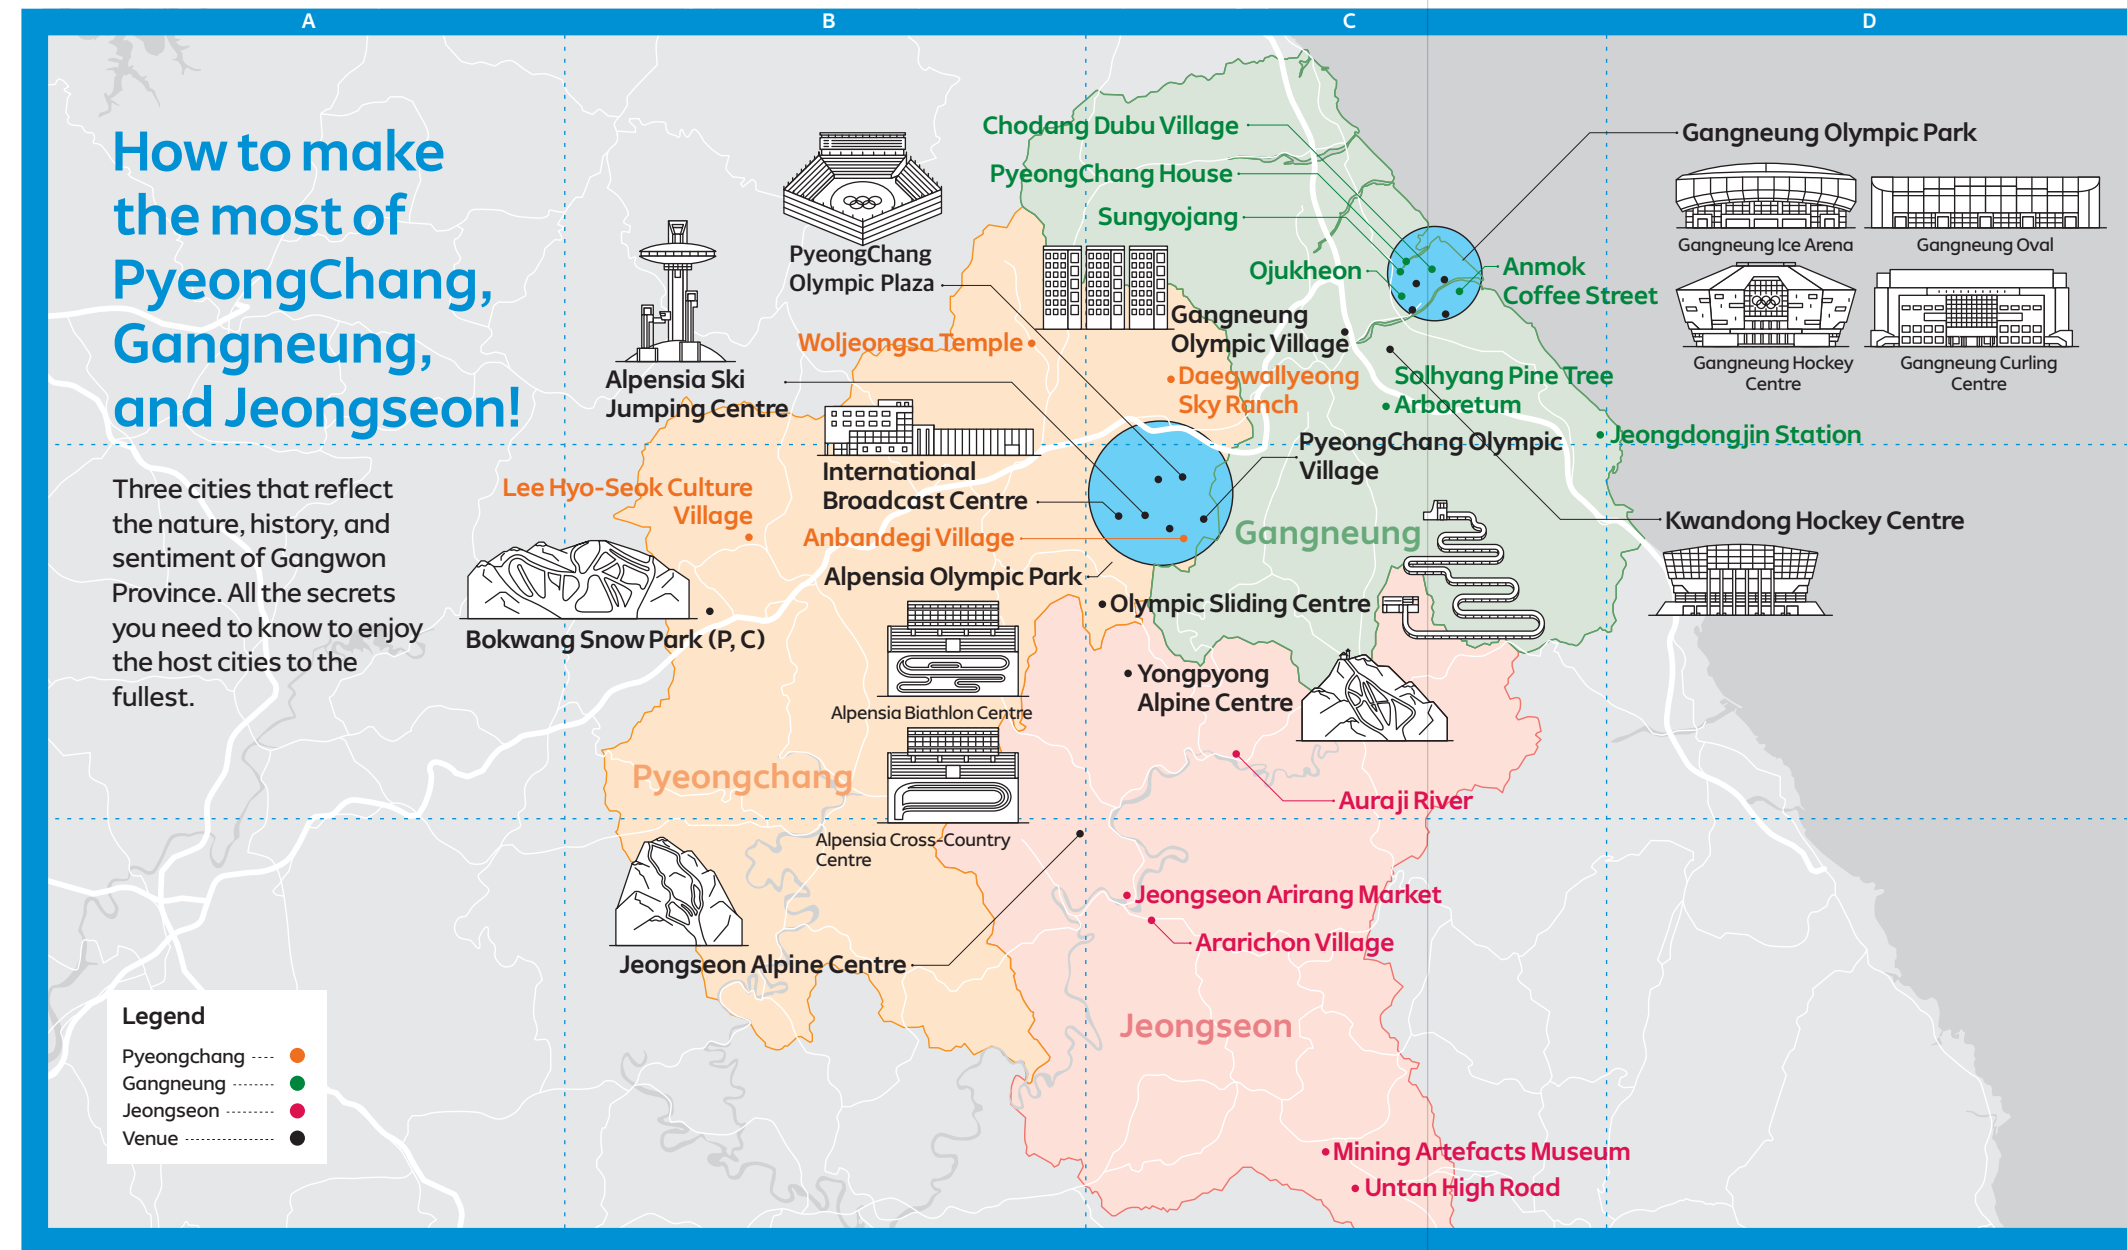 A
B
C
D
How to make
the most of
PyeongChang,
Gangneung,
and Jeongseon!
Three cities that reflect
the nature, history, and
sentiment of Gangwon
Province. All the secrets
you need to know to enjoy
the host cities to the
fullest.
Chodang Dubu Village
PyeongChang House
Sungyojang
Ojukheon
Anmok
Coffee Street
Gangneung Olympic Park
Gangneung Ice Arena
Gangneung Oval
Gangneung Hockey
Centre
Gangneung Curling
Centre
PyeongChang
Olympic Plaza
Woljeongsa Temple
Gangneung
Olympic Village
Daegwallyeong
Sky Ranch
Solhyang Pine Tree
Arboretum
Jeongdongjin Station
Alpensia Ski
Jumping Centre
PyeongChang Olympic
Village
International
Broadcast Centre
Lee Hyo-Seok Culture
Village
Anbandegi Village
Gangneung
Kwandong Hockey Centre
Alpensia Olympic Park
Olympic Sliding Centre
Bokwang Snow Park (P, C)
Yongpyong
Alpine Centre
Alpensia Biathlon Centre
Pyeongchang
Auraji River
Alpensia Cross-Country
Centre
Jeongseon Arirang Market
Ararichon Village
Jeongseon Alpine Centre
Jeongseon
Mining Artefacts Museum
Untan High Road
Legend
Pyeongchang
Gangneung
Jeongseon
Venue